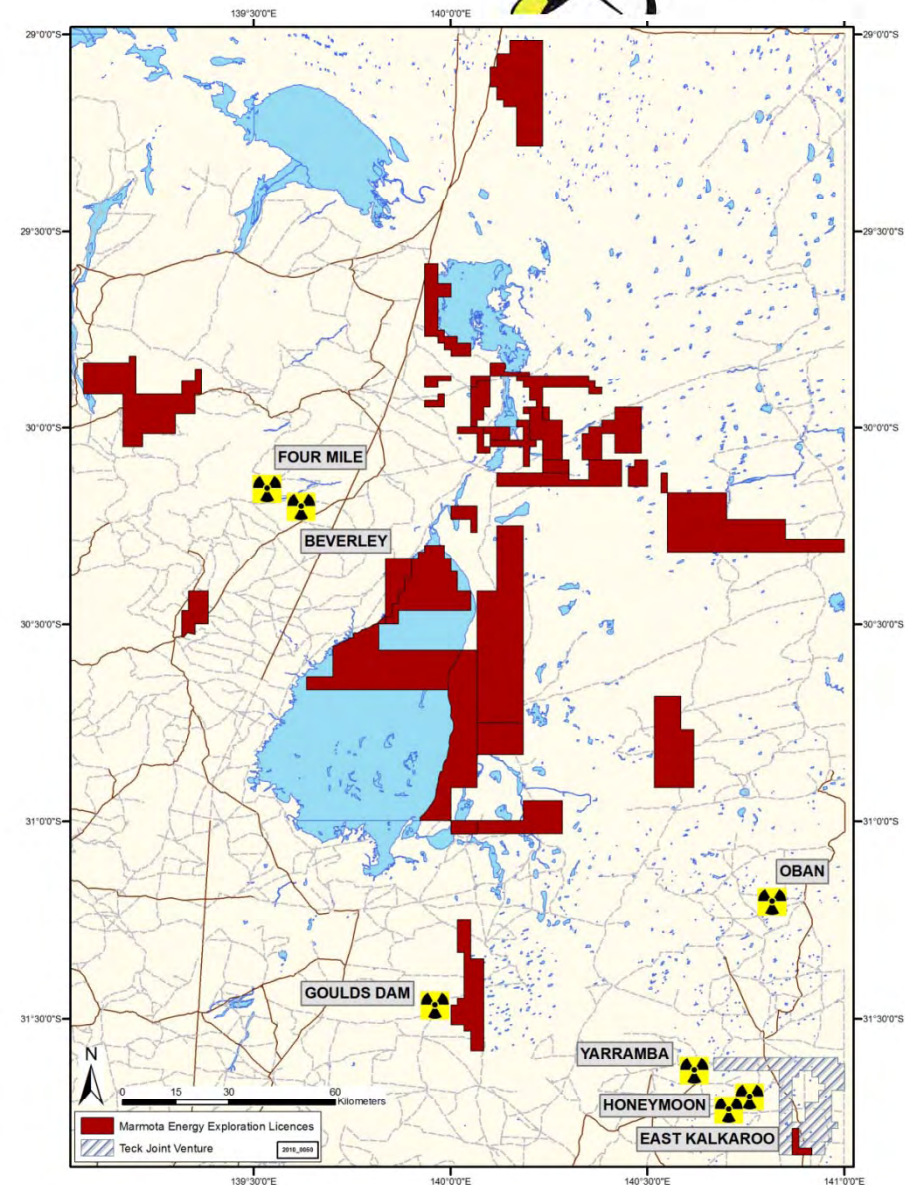 139°30'0"E 140°0'0"E
29°0'0"S 29°0'0"S
29°30'0"S 29°30'0"S
30°0'0"S 30°0'0"S
FOUR MILE
BEVERLEY
30°30'0"S 30°30'0"S
31°0'0"S 31°0'0"S
OBAN
GOULDS DAM
31°30'0"S 31°30'0"S
YARRAMBA
N
0 15 30 60
Kilometers
HONEYMOON
Marmota Energy Exploration Licences
EAST KALKAROO
Teck Joint Venture
2010_0060
139°30'0"E 140°0'0"E 140°30'0"E 141°0'0"E